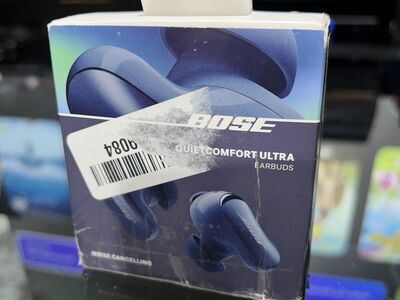 BOSE
QUIETCOMFORT ULTRA
EARBUDS
9084
NOISE CANCELLING